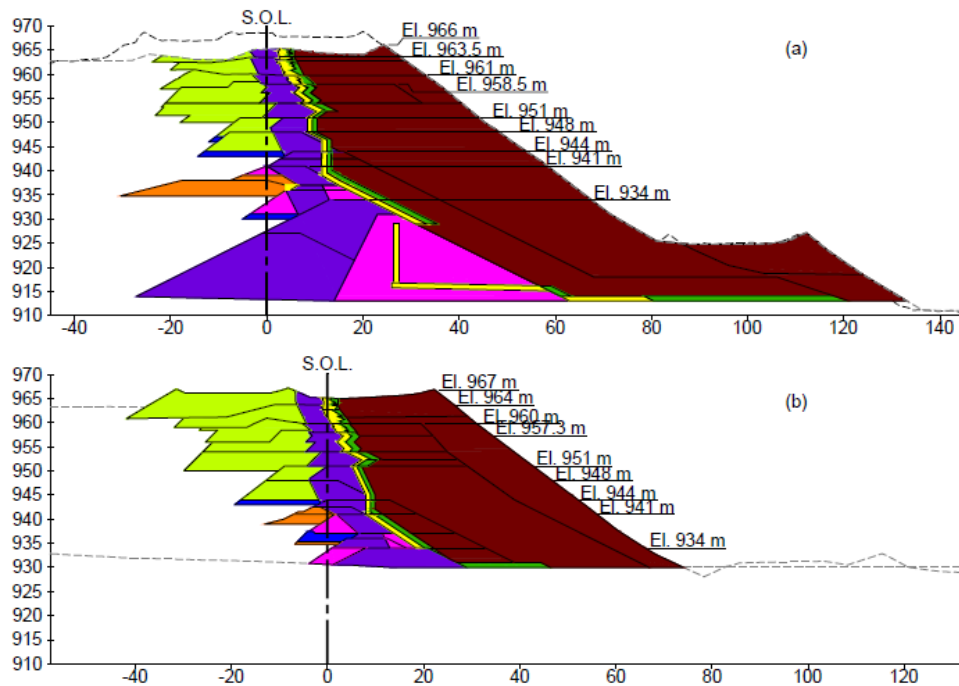 S.O.L.
(a)
970
965
960
955
950
945
940
935
930
925
920
915
910
El. 966 m
El. 963.5 m
El. 961 m
El. 958.5 m
El. 951 m
El. 948 m
El. 944 m
El. 941 m
El. 934 m
-40
-20
0
20
40
60
80
100
120
140
S.O.L.
(b)
970
965
960
955
950
945
940
935
930
925
920
915
910
El. 967 m
El. 964 m
El. 960 m
El. 957.3 m
El. 951 m
El. 948 m
El. 944 m
El. 941 m
El. 934 m
-40
-20
0
20
40
60
80
100
120